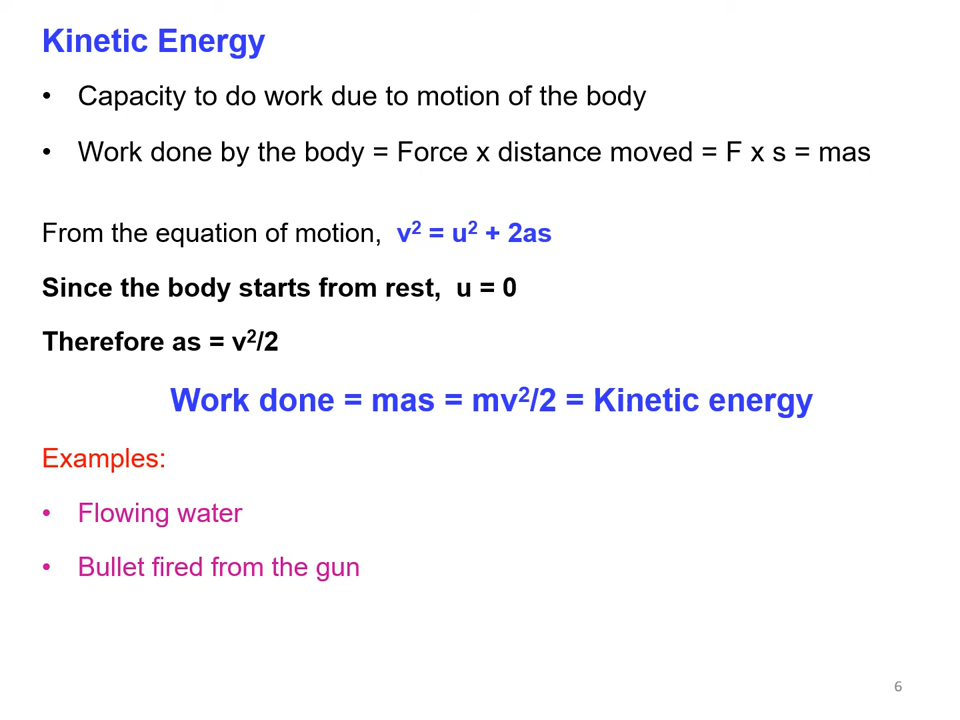 Kinetic Energy
• Capacity to do work due to motion of the body
• Work done by the body = Force x distance moved = F x s = mas
From the equation of motion, v² = u² + 2as
Since the body starts from rest, u = 0
Therefore as = v²/2
Work done = mas = mv²/2 = Kinetic energy
Examples:
• Flowing water
• Bullet fired from the gun
6